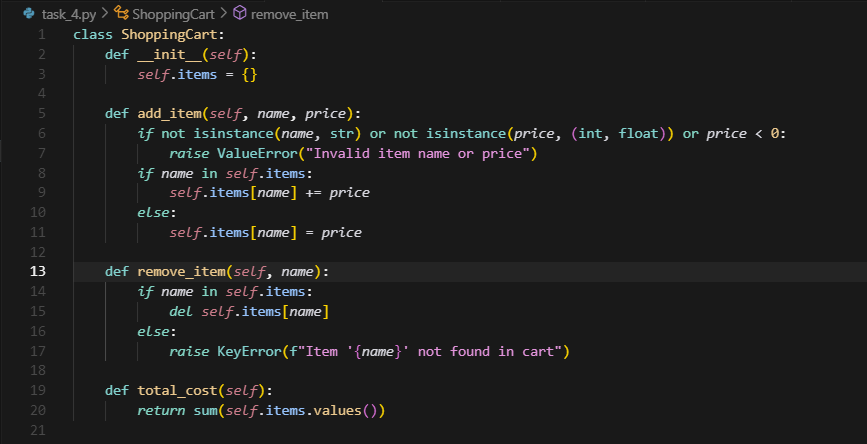 task_4.py > ShoppingCart > remove_item
1 class ShoppingCart:
2     def __init__(self):
3         self.items = {}
4
5     def add_item(self, name, price):
6         if not isinstance(name, str) or not isinstance(price, (int, float)) or price < 0:
7             raise ValueError("Invalid item name or price")
8         if name in self.items:
9             self.items[name] += price
10         else:
11             self.items[name] = price
12
13     def remove_item(self, name):
14         if name in self.items:
15             del self.items[name]
16         else:
17             raise KeyError(f"Item '{name}' not found in cart")
18
19     def total_cost(self):
20         return sum(self.items.values())
21